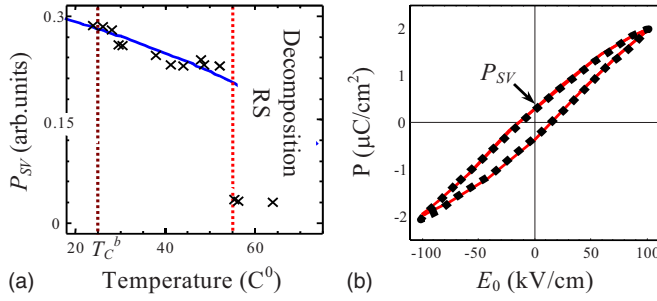 0.3
0.15
0
P_SV (arb.units)
Decomposition
RS
20
T_C^b
40
60
(a)
Temperature (C^0)
2
1
0
-1
-2
P (μC/cm^2)
P_SV
-100
-50
0
50
100
(b)
E_0 (kV/cm)